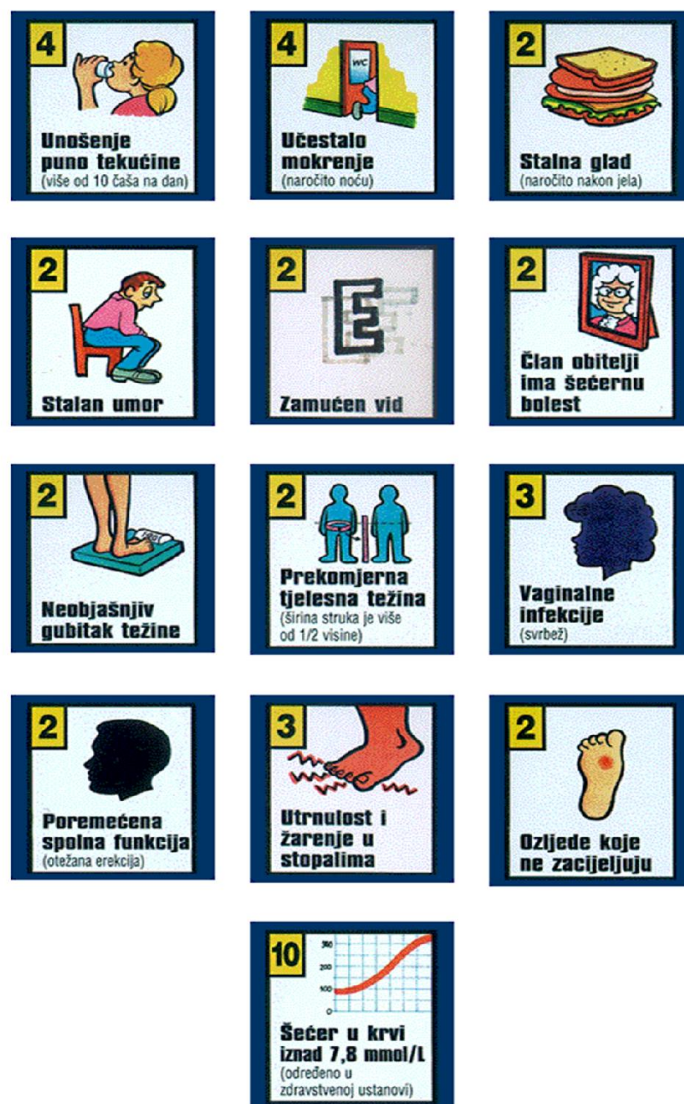 4
Unošenje
puno tekućine
(više od 10 čaša na dan)
4
WC
Učestalo
mokrenje
(naročito noću)
2
Stalna glad
(naročito nakon jela)
2
Stalan umor
2
E
Zamućen vid
2
Član obitelji
ima šećernu
bolest
2
Neobjašnjiv
gubitak težine
2
Prekomjerna
tjelesna težina
(širina struka je više
od 1/2 visine)
3
Vaginalne
infekcije
(svrbež)
2
Poremećena
spolna funkcija
(otežana erekcija)
3
Utrnulost i
žarenje u
stopalima
2
Ozljede koje
ne zacijeljuju
10
300
200
100
0
Šećer u krvi
iznad 7,8 mmol/L
(određeno u
zdravstvenoj ustanovi)